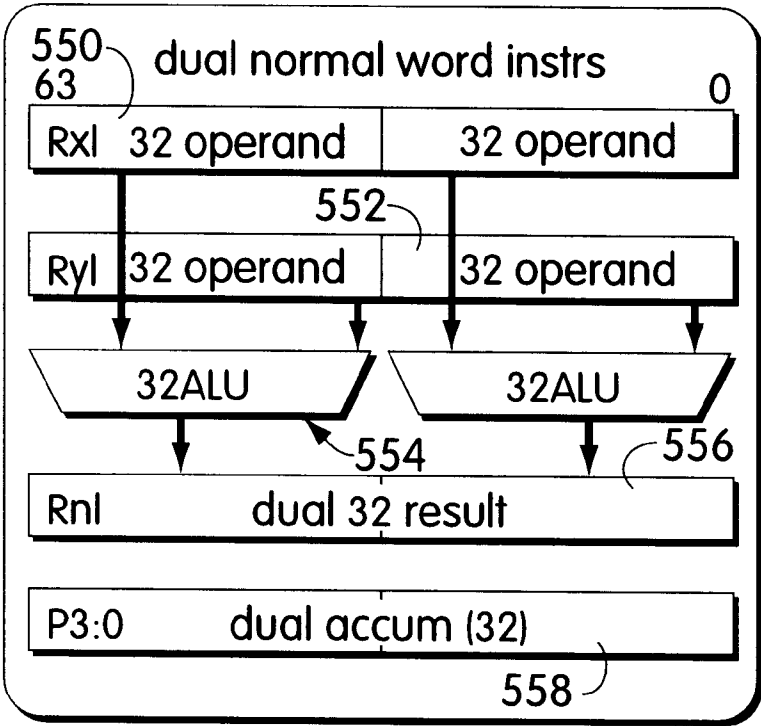 550
dual normal word instrs
63
0
Rxl 32 operand 32 operand
552
Ryl 32 operand 32 operand
32ALU 32ALU
554
556
Rnl dual 32 result
P3:0 dual accum (32)
558